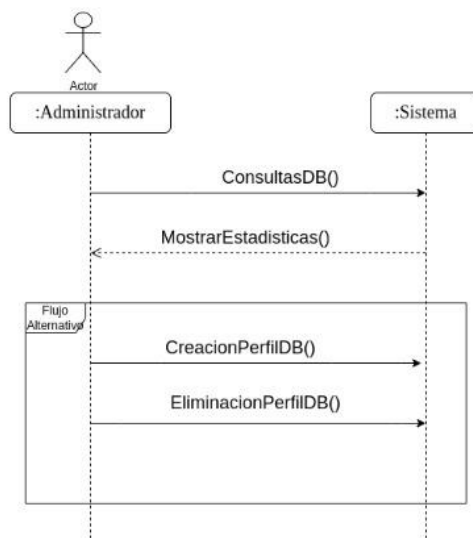 Actor
:Administrador
:Sistema
ConsultasDB()
MostrarEstadisticas()
Flujo
Alternativo
CreacionPerfilDB()
EliminacionPerfilDB()